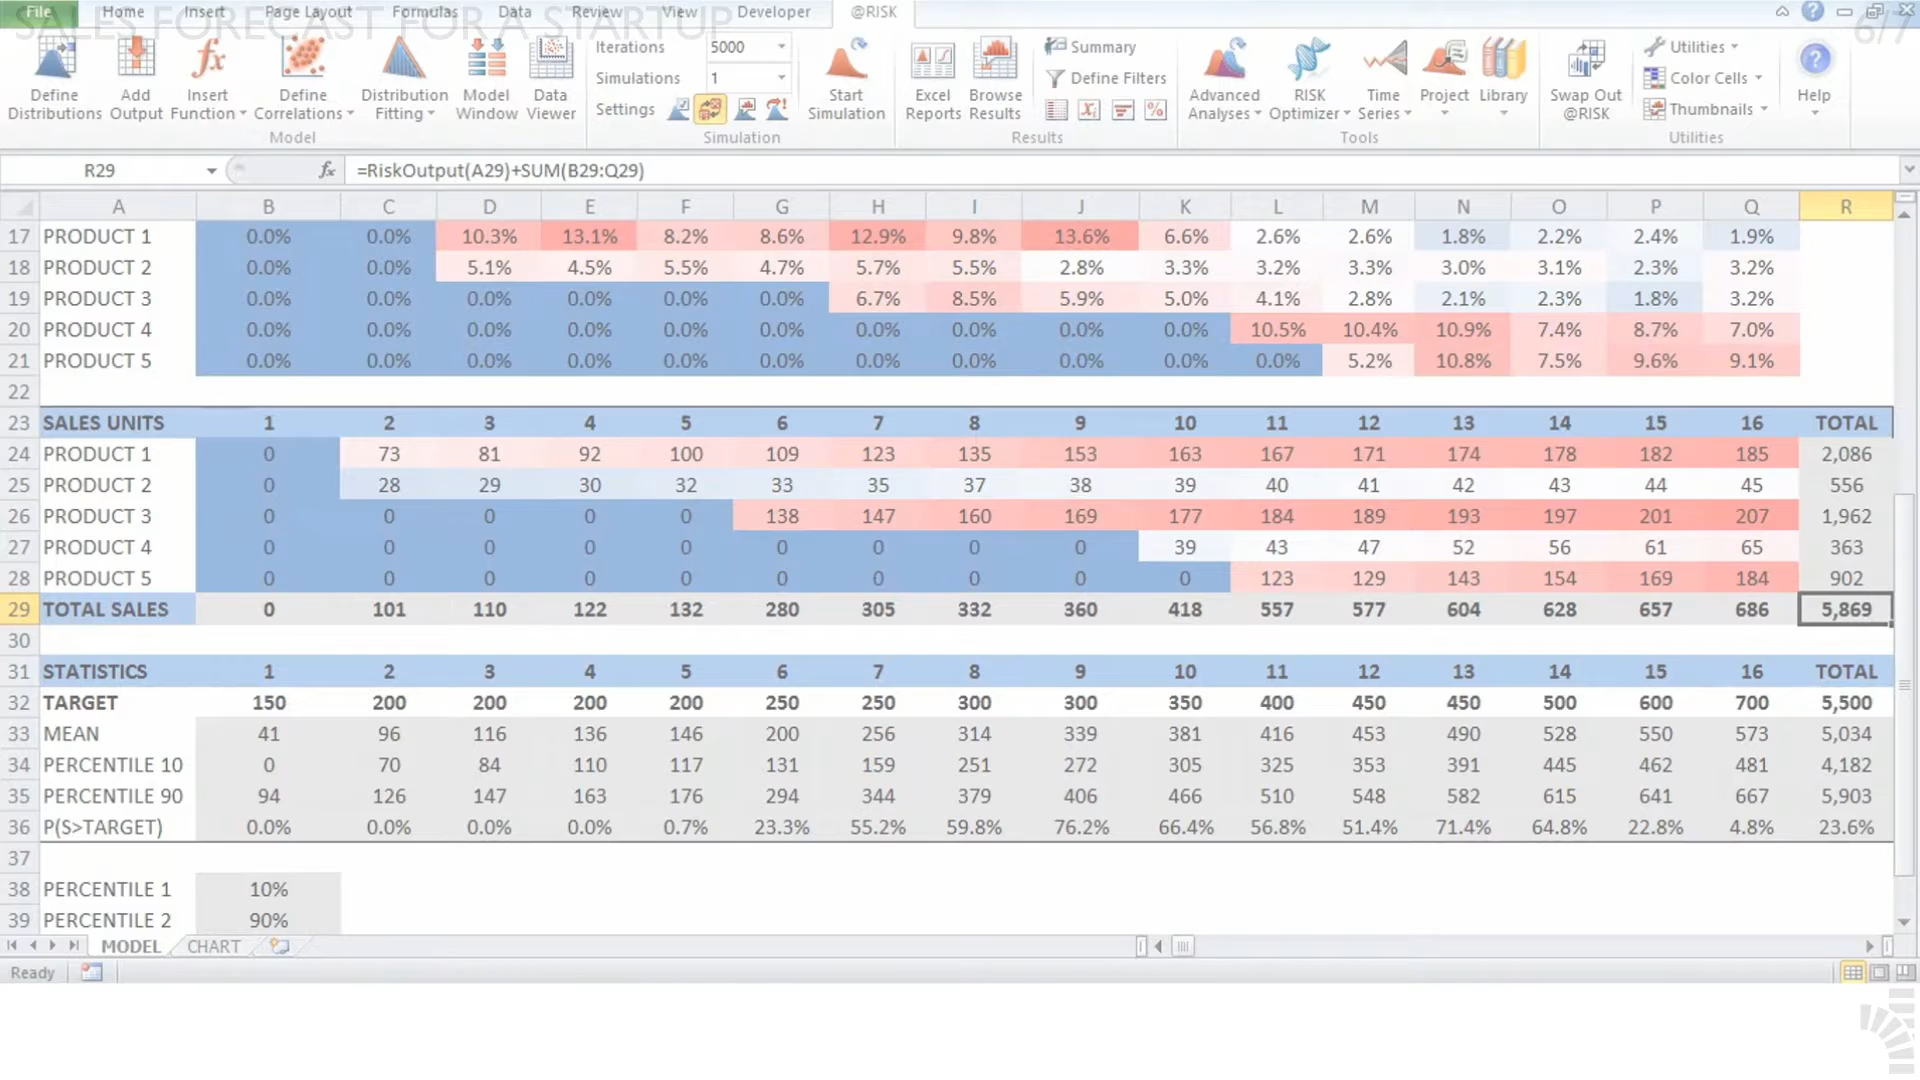 SALES FORECAST FOR A STARTUP
6/7
File Home Insert Page Layout Formulas Data Review View Developer @RISK
Define Distributions
Add Output
Insert Function
Define Correlations
Distribution Fitting
Model Window
Data Viewer
Model
Iterations 5000
Simulations 1
Settings
Start Simulation
Simulation
Excel Reports
Browse Results
Summary
Define Filters
Results
Advanced Analyses
RISK Optimizer
Time Series
Project
Library
Tools
Swap Out @RISK
Utilities
Color Cells
Thumbnails
Utilities
Help
R29 fx =RiskOutput(A29)+SUM(B29:Q29)
A B C D E F G H I J K L M N O P Q R
17 PRODUCT 1 0.0% 0.0% 10.3% 13.1% 8.2% 8.6% 12.9% 9.8% 13.6% 6.6% 2.6% 2.6% 1.8% 2.2% 2.4% 1.9%
18 PRODUCT 2 0.0% 0.0% 5.1% 4.5% 5.5% 4.7% 5.7% 5.5% 2.8% 3.3% 3.2% 3.3% 3.0% 3.1% 2.3% 3.2%
19 PRODUCT 3 0.0% 0.0% 0.0% 0.0% 0.0% 0.0% 6.7% 8.5% 5.9% 5.0% 4.1% 2.8% 2.1% 2.3% 1.8% 3.2%
20 PRODUCT 4 0.0% 0.0% 0.0% 0.0% 0.0% 0.0% 0.0% 0.0% 0.0% 0.0% 10.5% 10.4% 10.9% 7.4% 8.7% 7.0%
21 PRODUCT 5 0.0% 0.0% 0.0% 0.0% 0.0% 0.0% 0.0% 0.0% 0.0% 0.0% 0.0% 5.2% 10.8% 7.5% 9.6% 9.1%
22
23 SALES UNITS 1 2 3 4 5 6 7 8 9 10 11 12 13 14 15 16 TOTAL
24 PRODUCT 1 0 73 81 92 100 109 123 135 153 163 167 171 174 178 182 185 2,086
25 PRODUCT 2 0 28 29 30 32 33 35 37 38 39 40 41 42 43 44 45 556
26 PRODUCT 3 0 0 0 0 0 138 147 160 169 177 184 189 193 197 201 207 1,962
27 PRODUCT 4 0 0 0 0 0 0 0 0 0 39 43 47 52 56 61 65 363
28 PRODUCT 5 0 0 0 0 0 0 0 0 0 0 123 129 143 154 169 184 902
29 TOTAL SALES 0 101 110 122 132 280 305 332 360 418 557 577 604 628 657 686 5,869
30
31 STATISTICS 1 2 3 4 5 6 7 8 9 10 11 12 13 14 15 16 TOTAL
32 TARGET 150 200 200 200 200 250 250 300 300 350 400 450 450 500 600 700 5,500
33 MEAN 41 96 116 136 146 200 256 314 339 381 416 453 490 528 550 573 5,034
34 PERCENTILE 10 0 70 84 110 117 131 159 251 272 305 325 353 391 445 462 481 4,182
35 PERCENTILE 90 94 126 147 163 176 294 344 379 406 466 510 548 582 615 641 667 5,903
36 P(S>TARGET) 0.0% 0.0% 0.0% 0.0% 0.7% 23.3% 55.2% 59.8% 76.2% 66.4% 56.8% 51.4% 71.4% 64.8% 22.8% 4.8% 23.6%
37
38 PERCENTILE 1 10%
39 PERCENTILE 2 90%
MODEL CHART
Ready